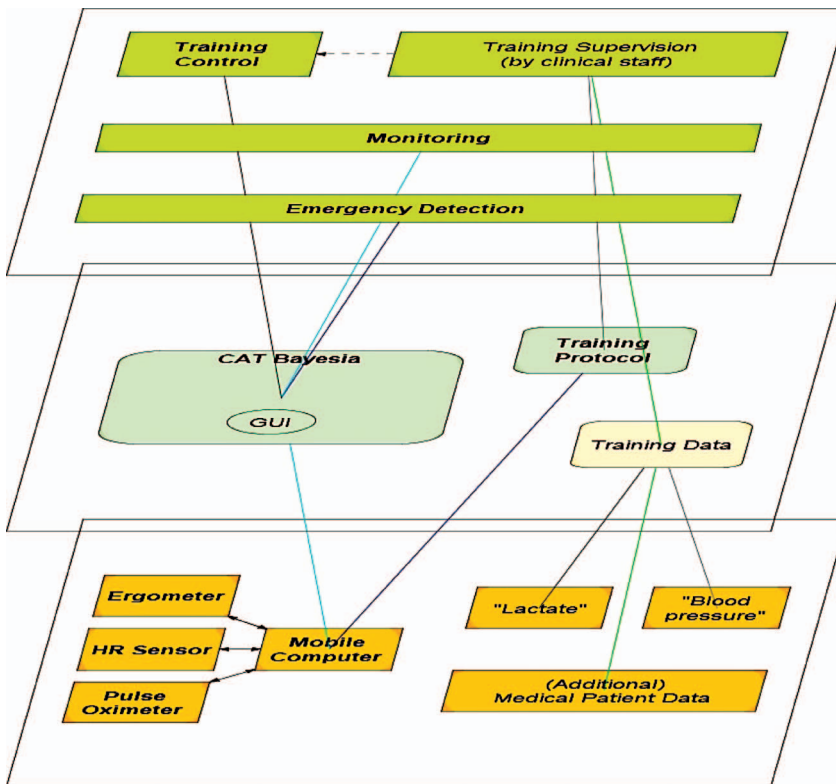 Training
Control
Training Supervision
(by clinical staff)
Monitoring
Emergency Detection
CAT Bayesia
GUI
Training
Protocol
Training Data
Ergometer
HR Sensor
Pulse
Oximeter
Mobile
Computer
"Lactate"
"Blood
pressure"
(Additional)
Medical Patient Data